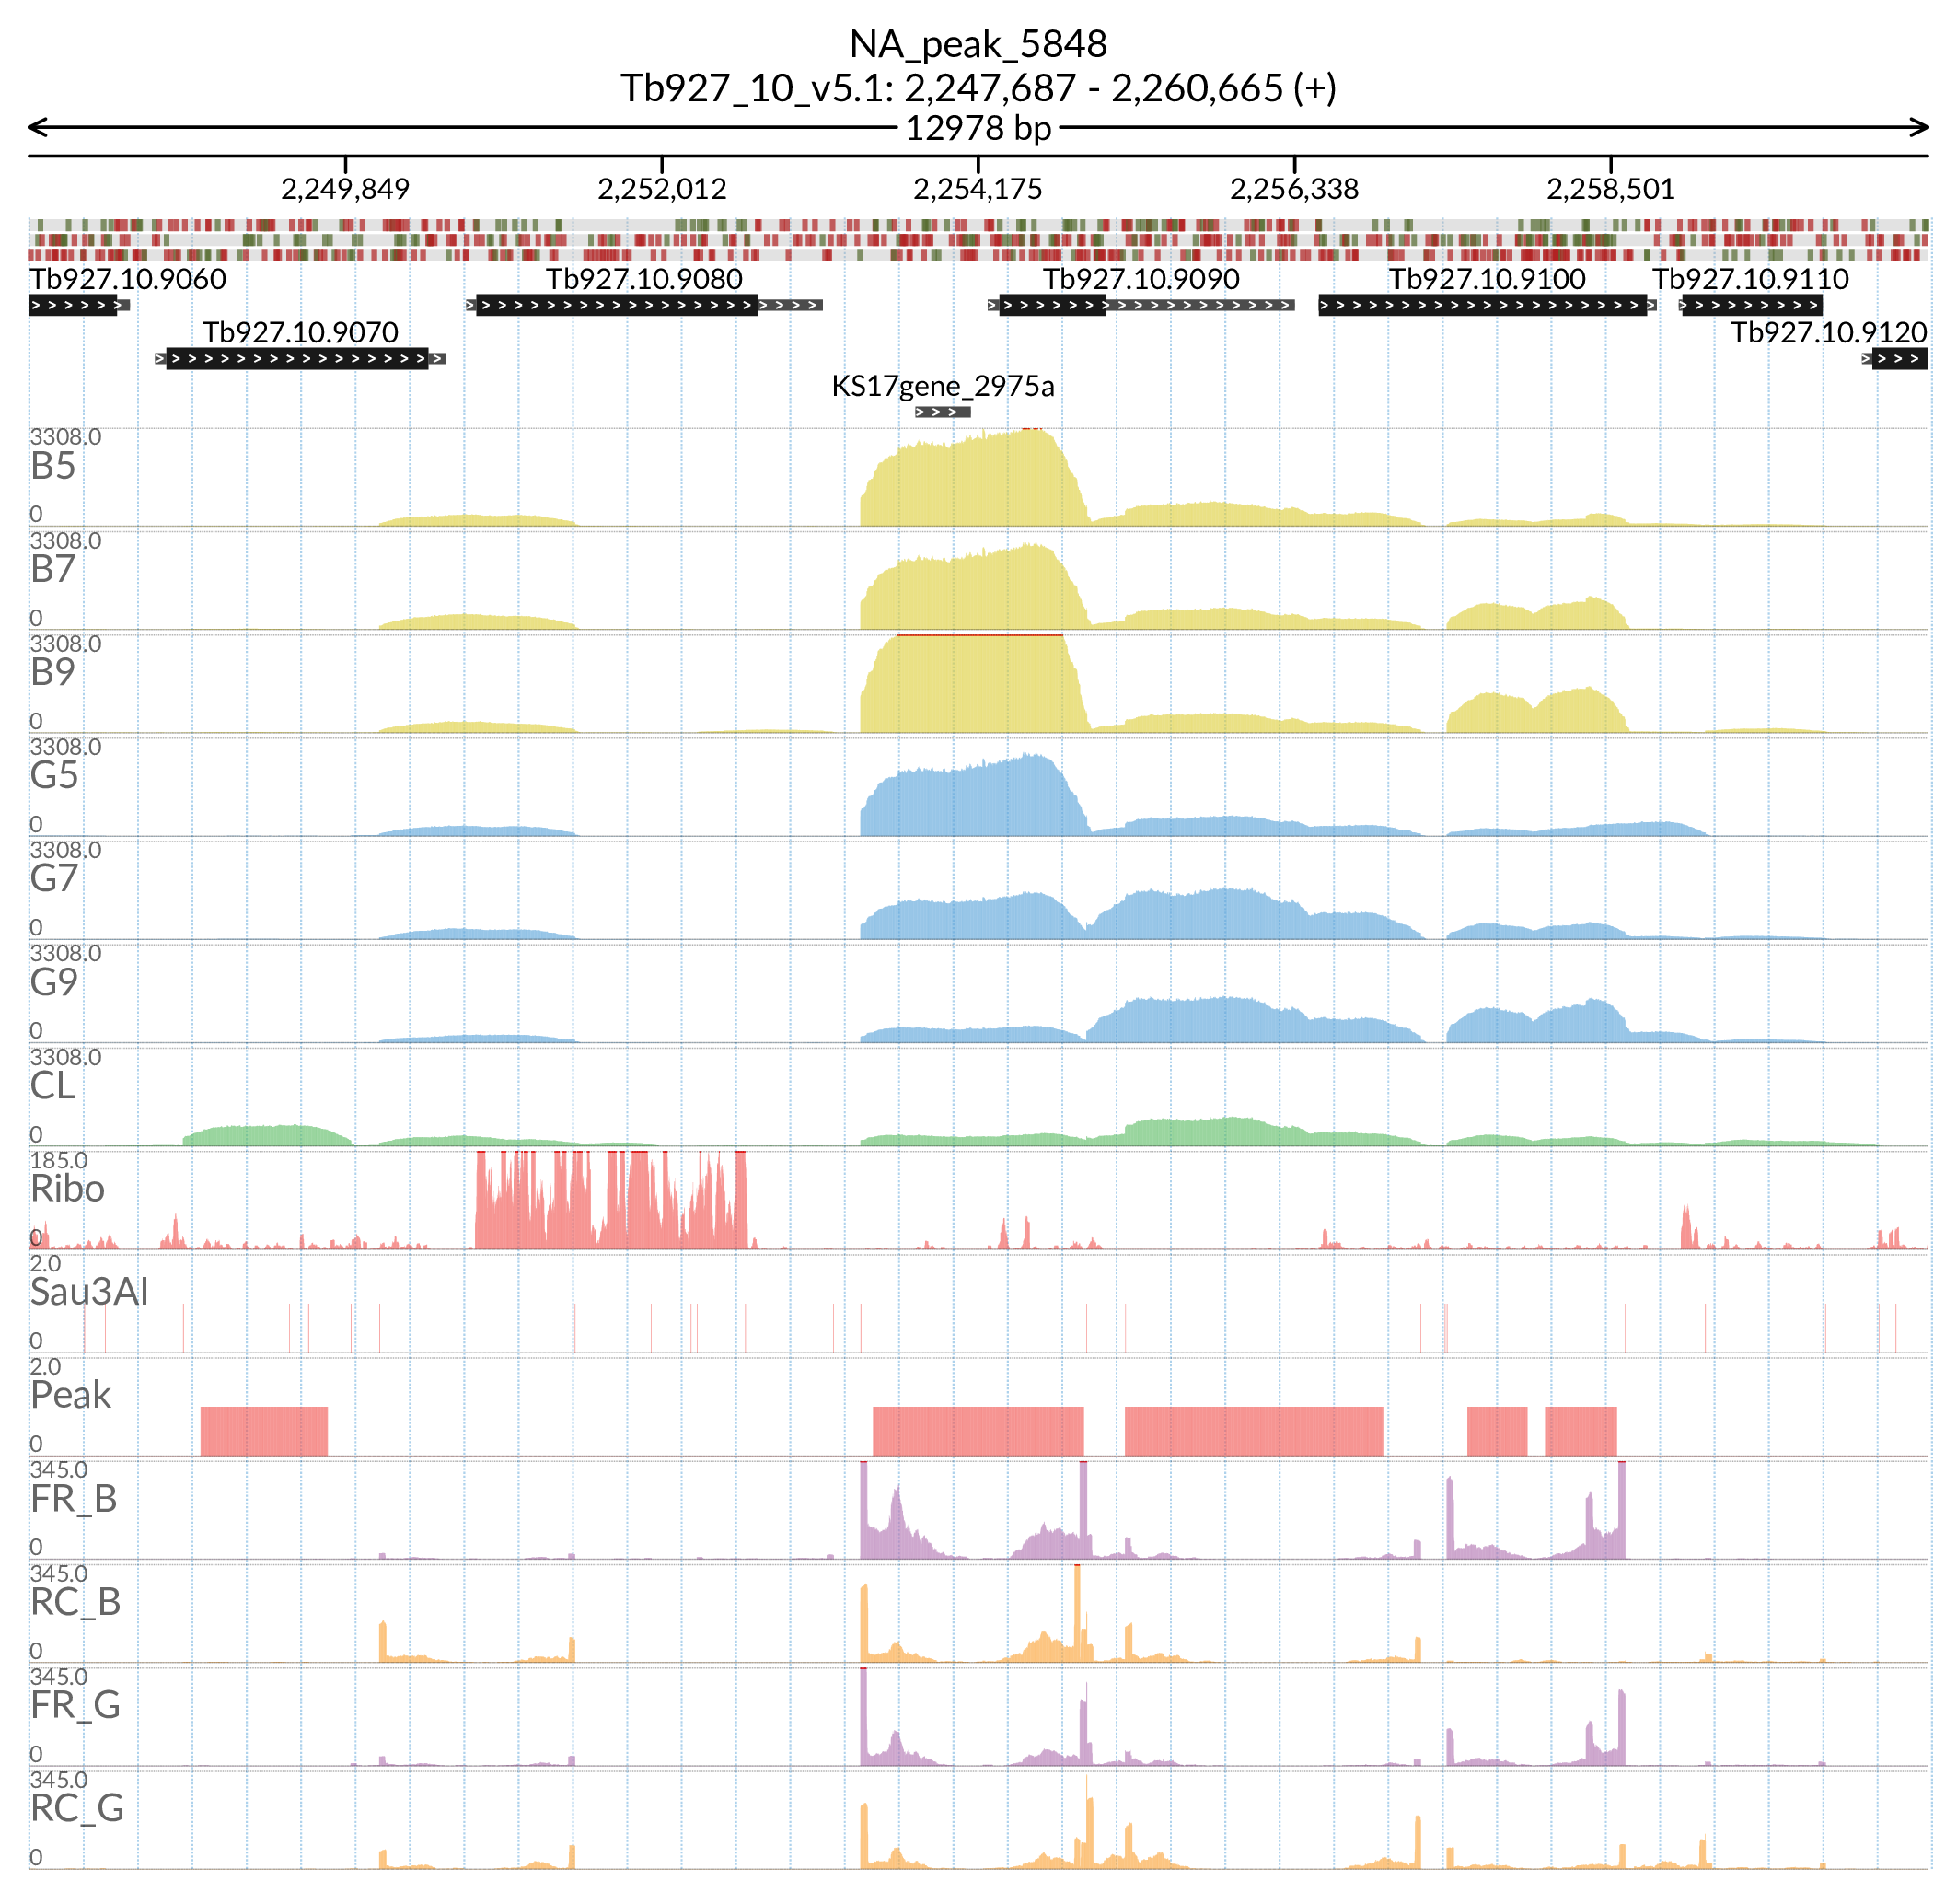 NA_peak_5848
Tb927_10_v5.1: 2,247,687 - 2,260,665 (+)
12978 bp
2,249,849 2,252,012 2,254,175 2,256,338 2,258,501
Tb927.10.9060 Tb927.10.9080 Tb927.10.9090 Tb927.10.9100 Tb927.10.9110
Tb927.10.9070 Tb927.10.9120
KS17gene_2975a
3308.0
B5
0
3308.0
B7
0
3308.0
B9
0
3308.0
G5
0
3308.0
G7
0
3308.0
G9
0
3308.0
CL
0
185.0
Ribo
0
2.0
Sau3AI
0
2.0
Peak
0
345.0
FR_B
0
345.0
RC_B
0
345.0
FR_G
0
345.0
RC_G
0